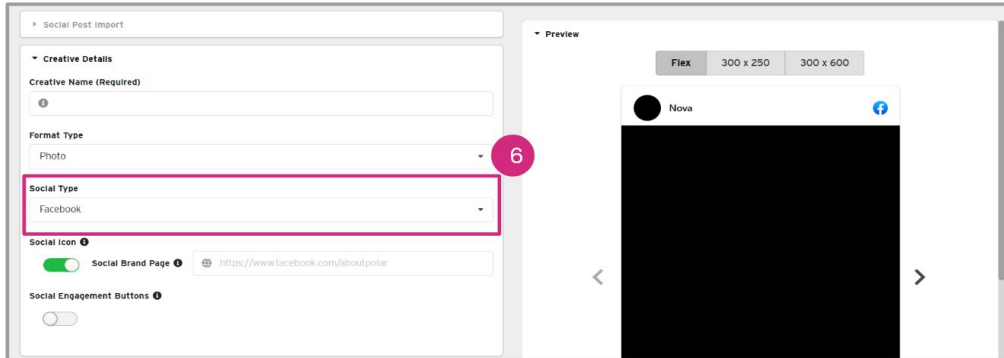 Social Post Import
Creative Details
Creative Name (Required)
Format Type
Photo
Social Type
Facebook
Social Icon
Social Brand Page
https://www.facebook.com/aboutpolar
Social Engagement Buttons
6
Preview
Flex
300 x 250
300 x 600
Nova